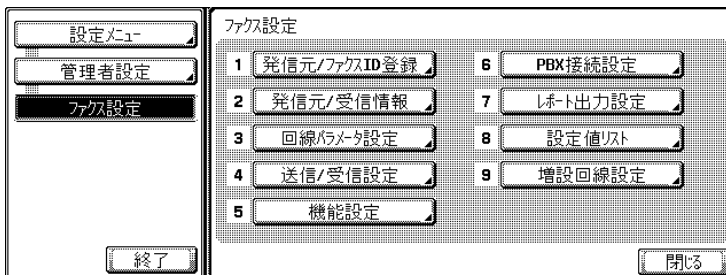 設定メニュー
管理者設定
ファクス設定
終了
ファクス設定
1 発信元/ファクスID登録
2 発信元/受信情報
3 回線パラメータ設定
4 送信/受信設定
5 機能設定
6 PBX接続設定
7 レポート出力設定
8 設定値リスト
9 増設回線設定
閉じる